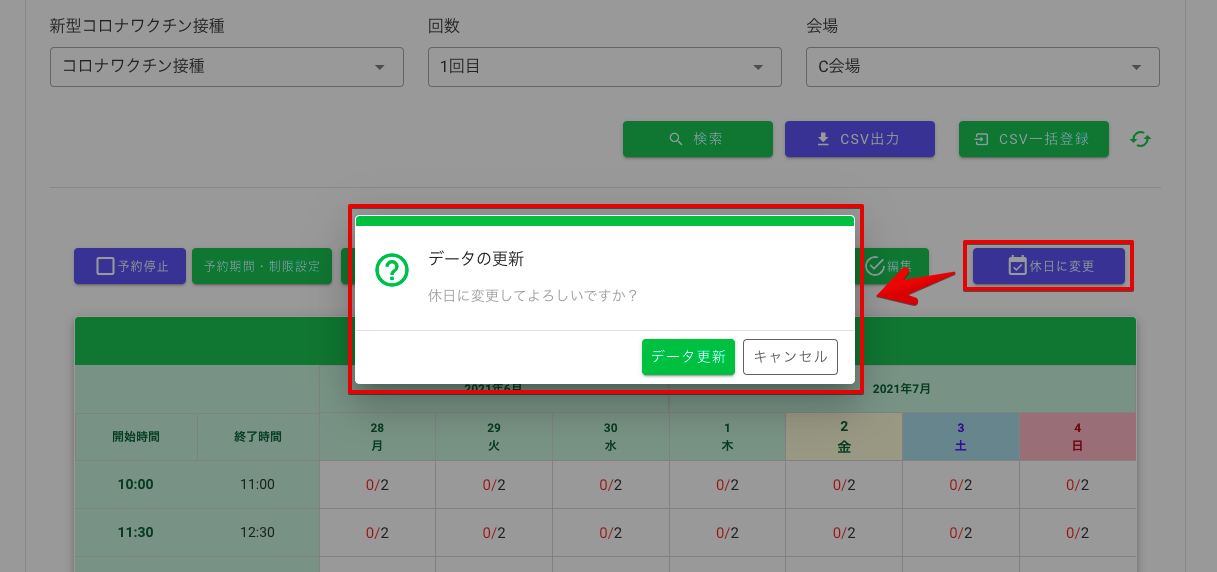 新型コロナワクチン接種 回数 会場
コロナワクチン接種 1回目 C会場
検索 CSV出力 CSV一括登録
データの更新
休日に変更してよろしいですか？
データ更新 キャンセル
予約停止 予約期間・制限設定 編集 休日に変更
2021年6月 2021年7月
開始時間 終了時間 28 29 30 1 2 3 4
月 火 水 木 金 土 日
10:00 11:00 0/2 0/2 0/2 0/2 0/2 0/2 0/2
11:30 12:30 0/2 0/2 0/2 0/2 0/2 0/2 0/2